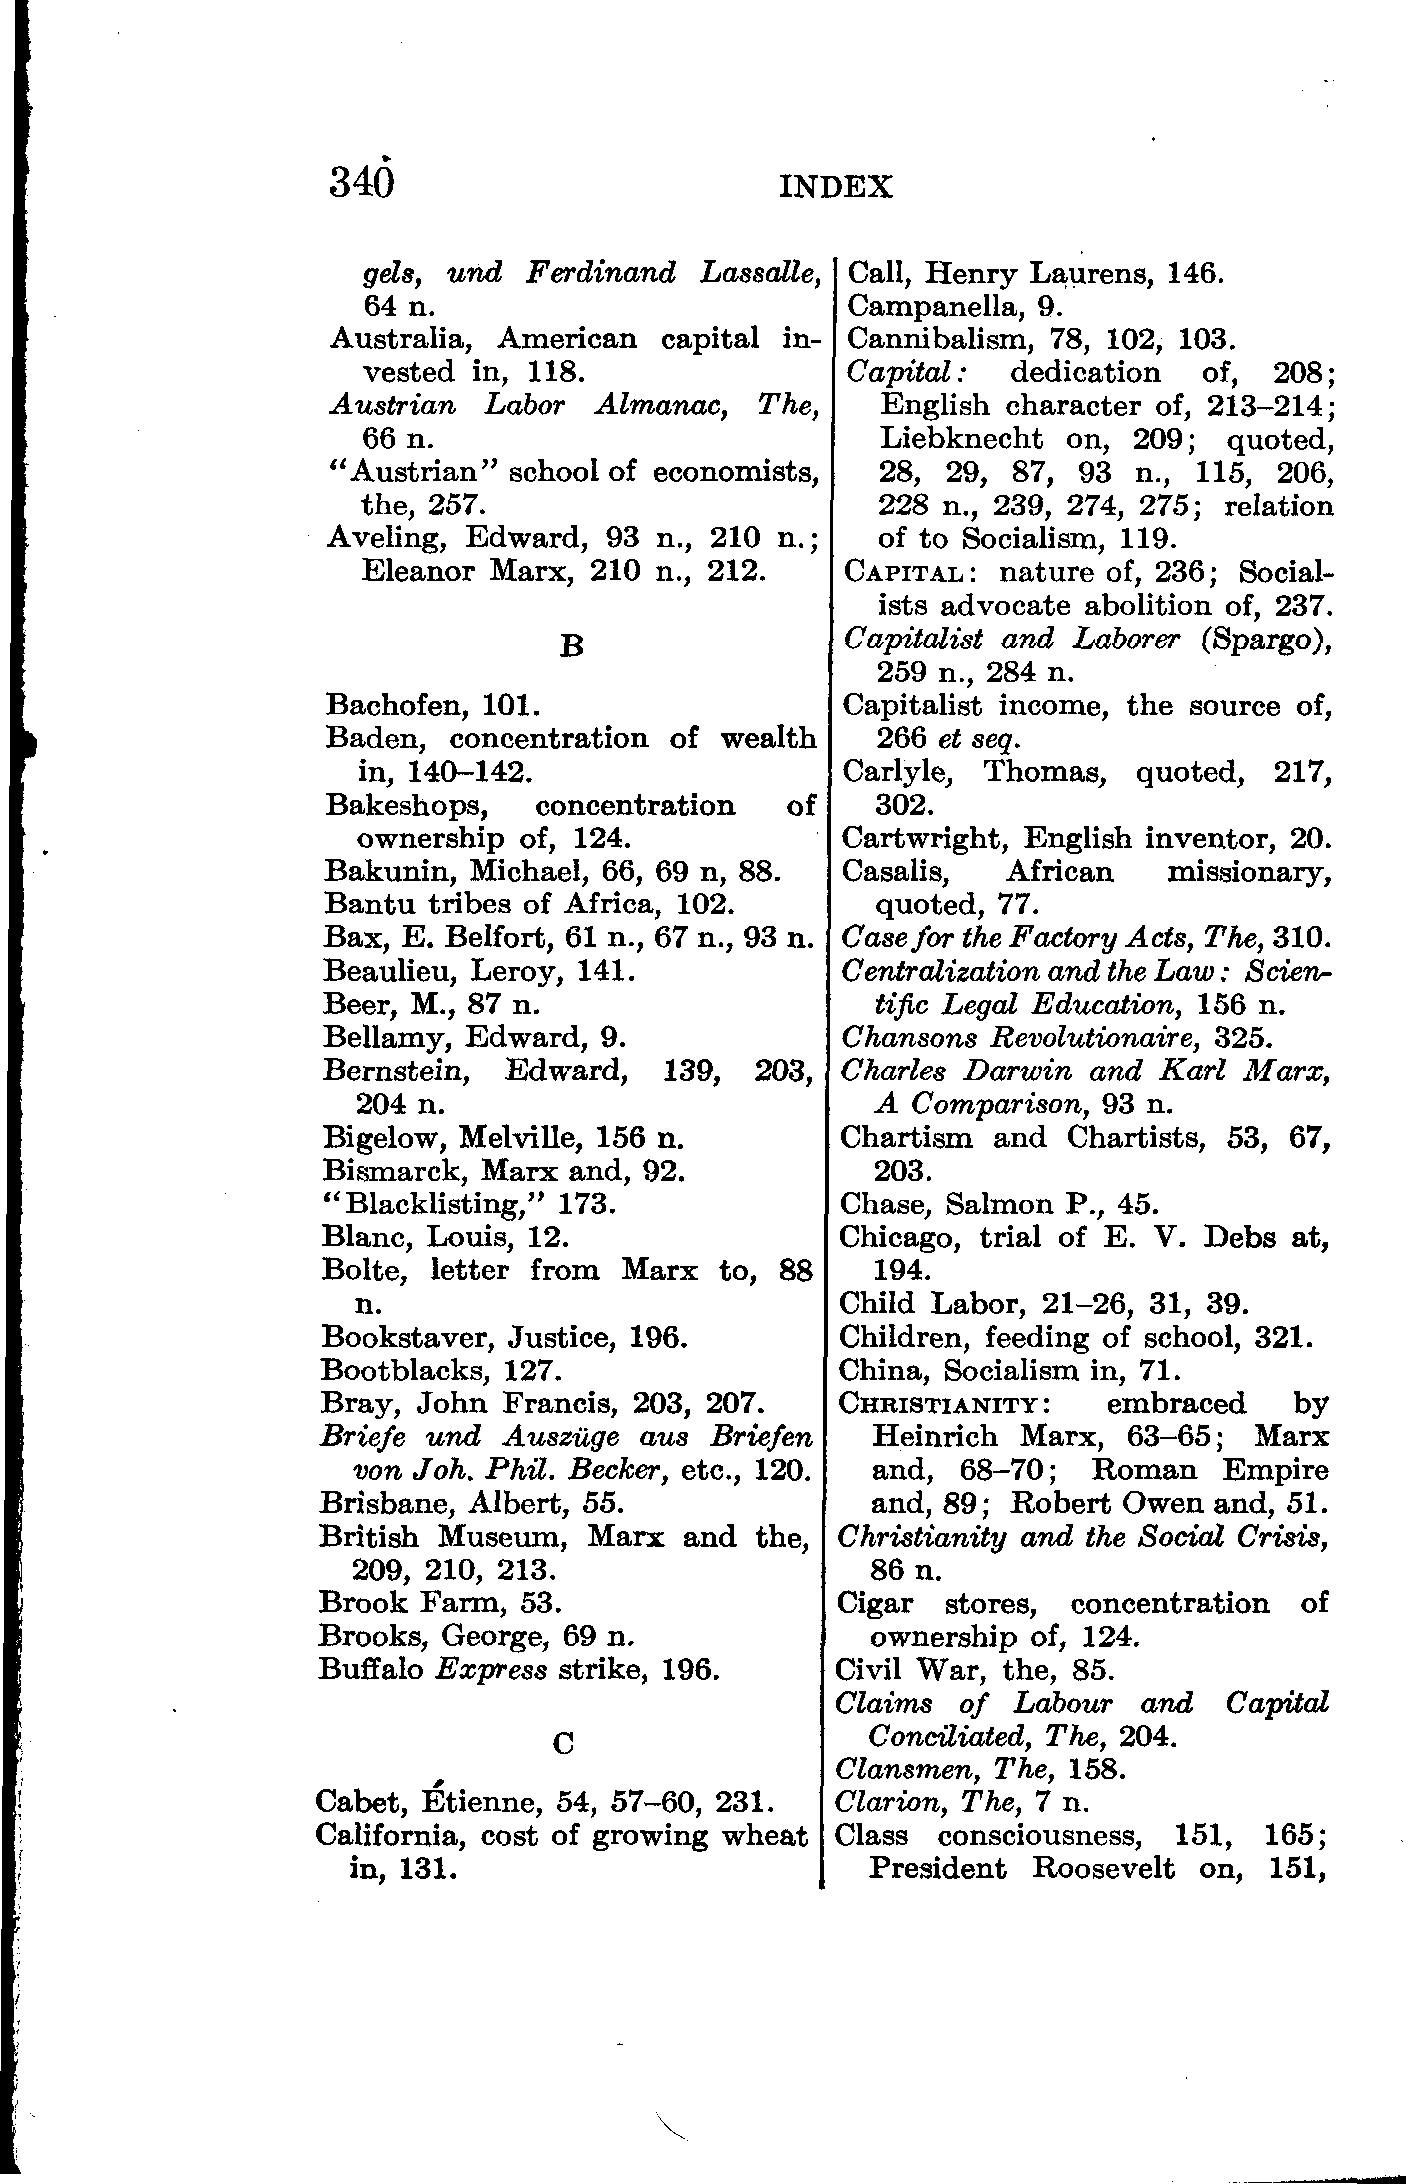 340
INDEX
gels, und Ferdinand Lassalle,
64 n.
Australia, American capital in-
vested in, 118.
Austrian Labor Almanac, The,
66 n.
"Austrian" school of economists,
the, 257.
Aveling, Edward, 93 n., 210 n.;
Eleanor Marx, 210 n., 212.
B
Bachofen, 101.
Baden, concentration of wealth
in, 140–142.
Bakeshops, concentration of
ownership of, 124.
Bakunin, Michael, 66, 69 n, 88.
Bantu tribes of Africa, 102.
Bax, E. Belfort, 61 n., 67 n., 93 n.
Beaulieu, Leroy, 141.
Beer, M., 87 n.
Bellamy, Edward, 9.
Bernstein, Edward, 139, 203,
204 n.
Bigelow, Melville, 156 n.
Bismarck, Marx and, 92.
"Blacklisting," 173.
Blanc, Louis, 12.
Bolte, letter from Marx to, 88
n.
Bookstaver, Justice, 196.
Bootblacks, 127.
Bray, John Francis, 203, 207.
Briefe und Auszüge aus Briefen
von Joh. Phil. Becker, etc., 120.
Brisbane, Albert, 55.
British Museum, Marx and the,
209, 210, 213.
Brook Farm, 53.
Brooks, George, 69 n.
Buffalo Express strike, 196.
C
Cabet, Étienne, 54, 57–60, 231.
California, cost of growing wheat
in, 131.
Call, Henry Laurens, 146.
Campanella, 9.
Cannibalism, 78, 102, 103.
Capital: dedication of, 208;
English character of, 213–214;
Liebknecht on, 209; quoted,
28, 29, 87, 93 n., 115, 206,
228 n., 239, 274, 275; relation
of to Socialism, 119.
CAPITAL: nature of, 236; Social-
ists advocate abolition of, 237.
Capitalist and Laborer (Spargo),
259 n., 284 n.
Capitalist income, the source of,
266 et seq.
Carlyle, Thomas, quoted, 217,
302.
Cartwright, English inventor, 20.
Casalis, African missionary,
quoted, 77.
Case for the Factory Acts, The, 310.
Centralization and the Law: Scien-
tific Legal Education, 156 n.
Chansons Revolutionaire, 325.
Charles Darwin and Karl Marx,
A Comparison, 93 n.
Chartism and Chartists, 53, 67,
203.
Chase, Salmon P., 45.
Chicago, trial of E. V. Debs at,
194.
Child Labor, 21–26, 31, 39.
Children, feeding of school, 321.
China, Socialism in, 71.
CHRISTIANITY: embraced by
Heinrich Marx, 63–65; Marx
and, 68–70; Roman Empire
and, 89; Robert Owen and, 51.
Christianity and the Social Crisis,
86 n.
Cigar stores, concentration of
ownership of, 124.
Civil War, the, 85.
Claims of Labour and Capital
Conciliated, The, 204.
Clansmen, The, 158.
Clarion, The, 7 n.
Class consciousness, 151, 165;
President Roosevelt on, 151,